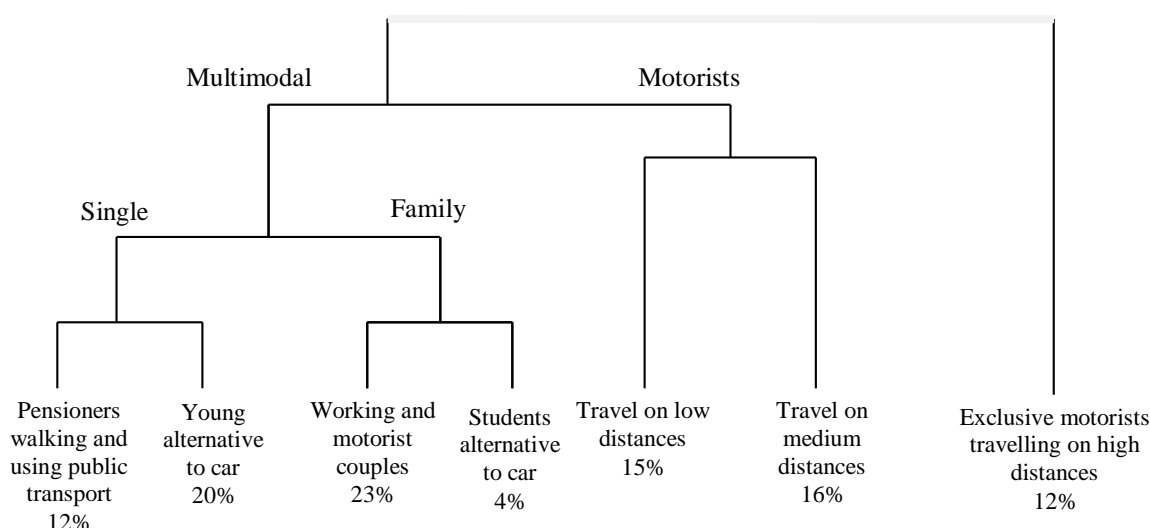 Multimodal
Motorists
Single
Family
Pensioners
walking and
using public
transport
12%
Young
alternative
to car
20%
Working and
motorist
couples
23%
Students
alternative
to car
4%
Travel on low
distances
15%
Travel on
medium
distances
16%
Exclusive motorists
travelling on high
distances
12%